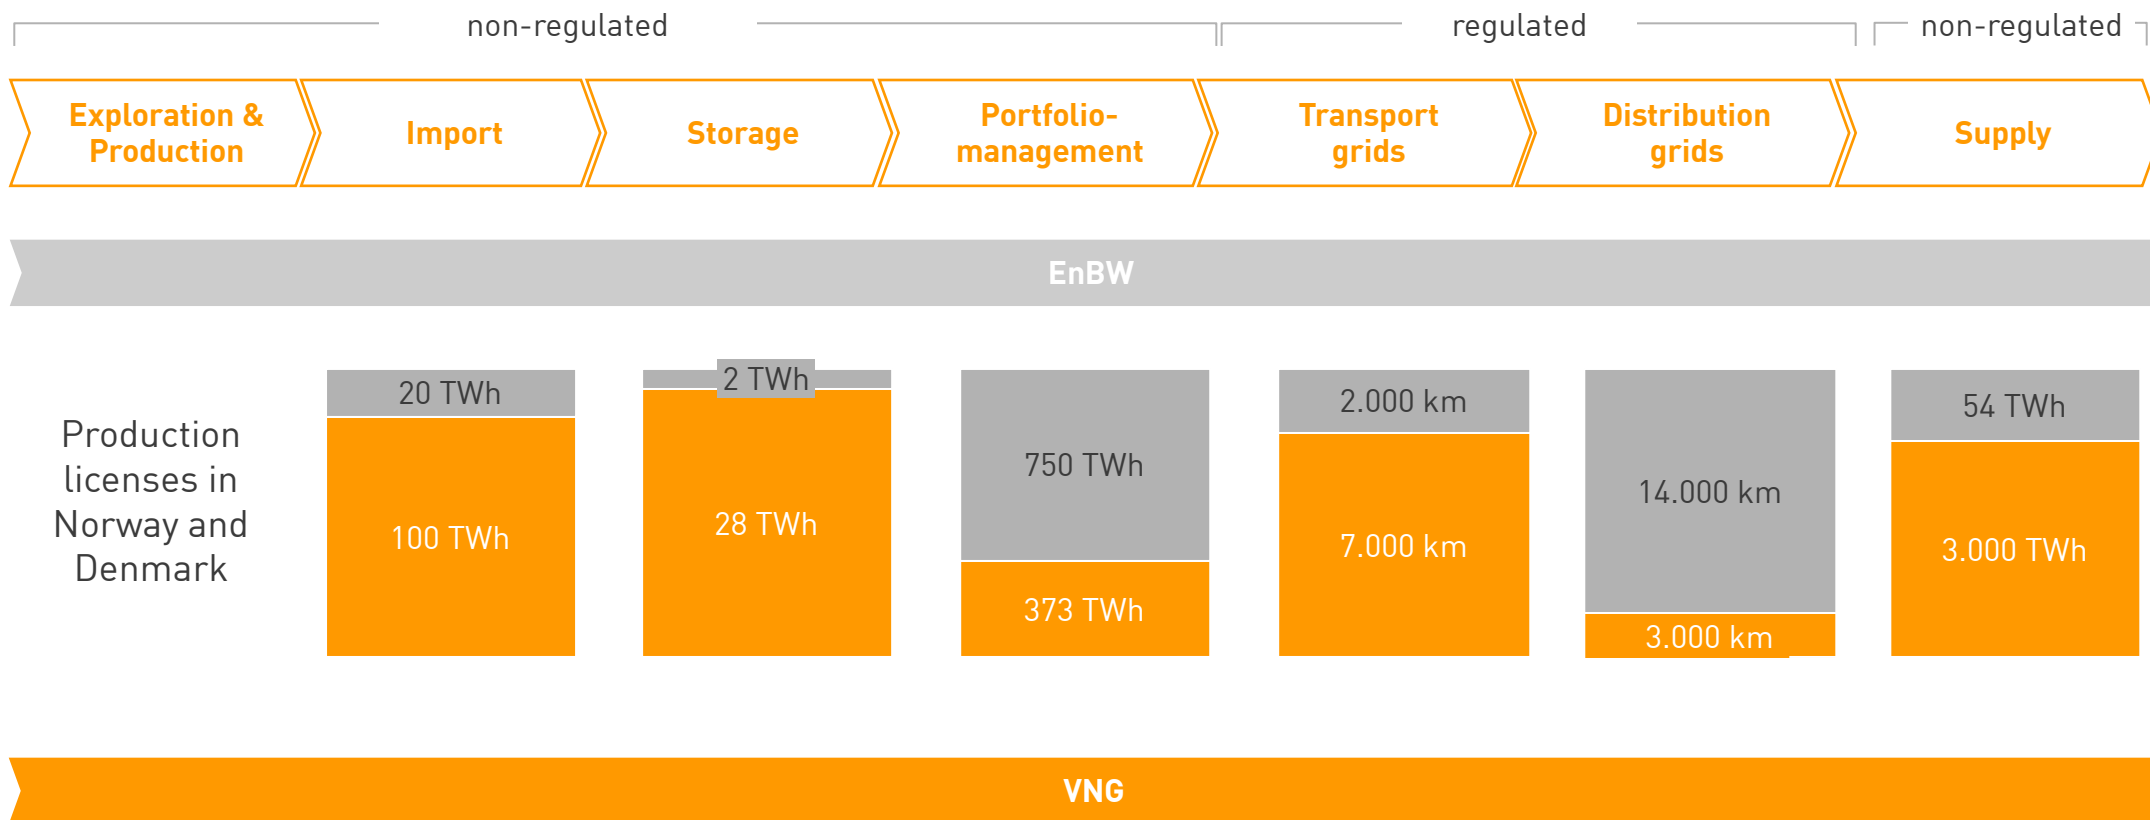 non-regulated
regulated
non-regulated
Exploration &
Production
Import
Storage
Portfolio-
management
Transport
grids
Distribution
grids
Supply
EnBW
Production
licenses in
Norway and
Denmark
20 TWh
100 TWh
2 TWh
28 TWh
750 TWh
373 TWh
2.000 km
7.000 km
14.000 km
3.000 km
54 TWh
3.000 TWh
VNG